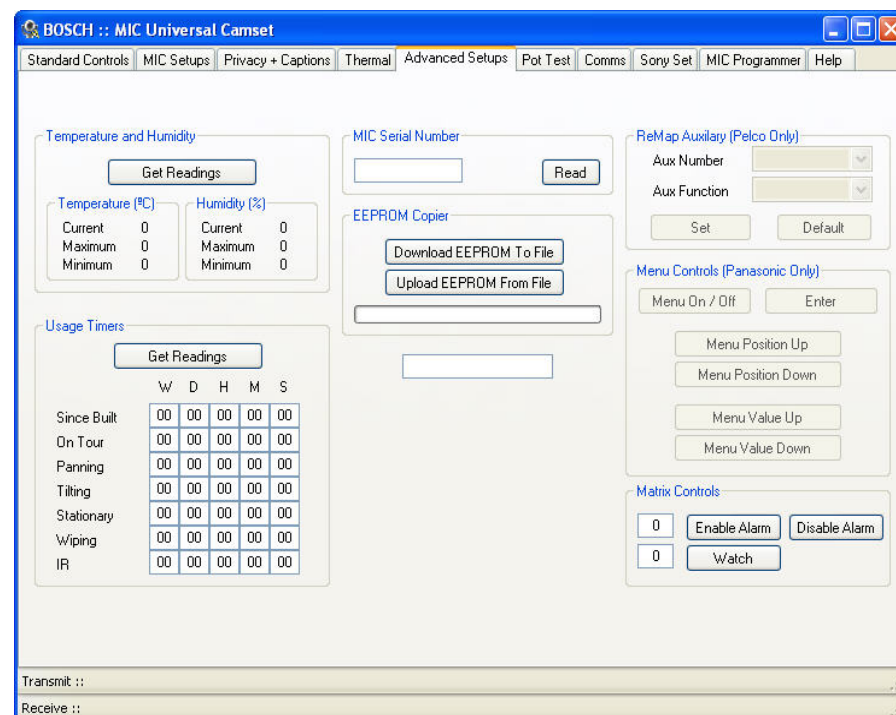 BOSCH :: MIC Universal Camset
Standard Controls MIC Setups Privacy + Captions Thermal Advanced Setups Pot Test Comms Sony Set MIC Programmer Help
Temperature and Humidity
Get Readings
Temperature (ºC)
Current 0
Maximum 0
Minimum 0
Humidity (%)
Current 0
Maximum 0
Minimum 0
Usage Timers
Get Readings
W D H M S
Since Built 00 00 00 00 00
On Tour 00 00 00 00 00
Panning 00 00 00 00 00
Tilting 00 00 00 00 00
Stationary 00 00 00 00 00
Wiping 00 00 00 00 00
IR 00 00 00 00 00
MIC Serial Number
Read
EEPROM Copier
Download EEPROM To File
Upload EEPROM From File
ReMap Auxilary (Pelco Only)
Aux Number
Aux Function
Set Default
Menu Controls (Panasonic Only)
Menu On / Off Enter
Menu Position Up
Menu Position Down
Menu Value Up
Menu Value Down
Matrix Controls
0 Enable Alarm Disable Alarm
0 Watch
Transmit ::
Receive ::